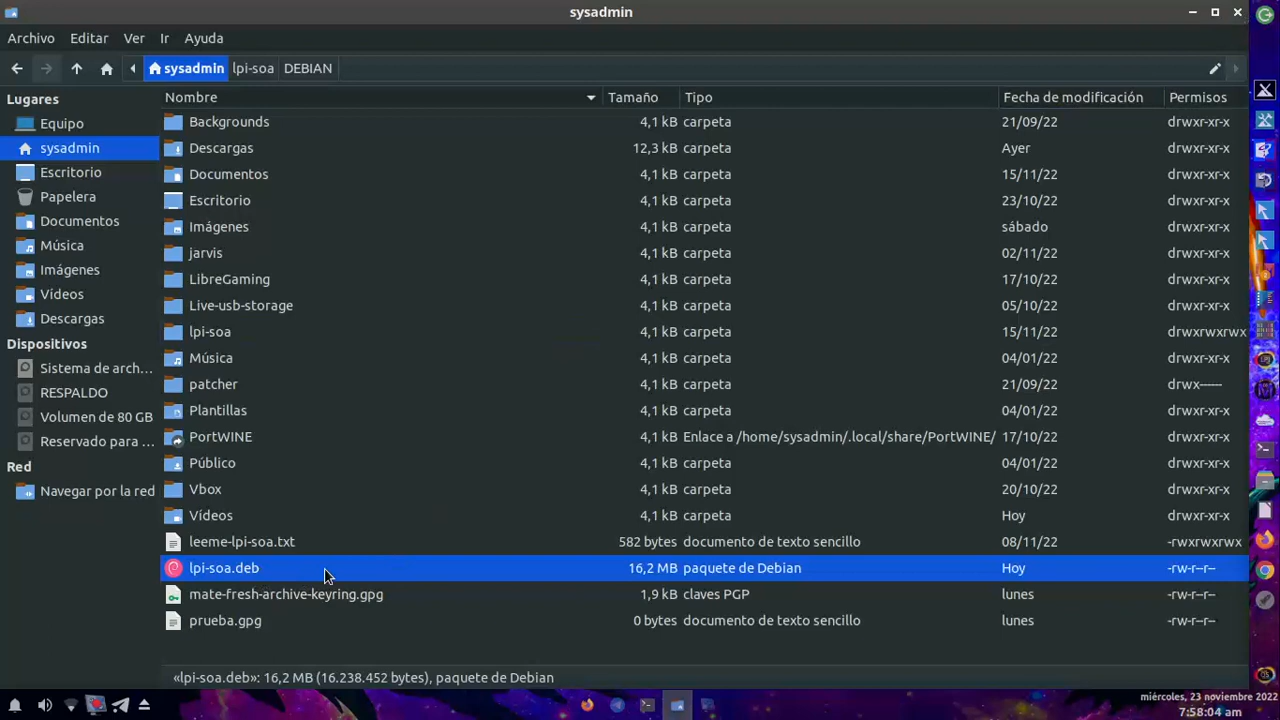 sysadmin
Archivo Editar Ver Ir Ayuda
sysadmin lpi-soa DEBIAN
Lugares
Equipo
sysadmin
Escritorio
Papelera
Documentos
Música
Imágenes
Vídeos
Descargas
Dispositivos
Sistema de arch...
RESPALDO
Volumen de 80 GB
Reservado para ...
Red
Navegar por la red
Nombre Tamaño Tipo Fecha de modificación Permisos
Backgrounds 4,1 kB carpeta 21/09/22 drwxr-xr-x
Descargas 12,3 kB carpeta Ayer drwxr-xr-x
Documentos 4,1 kB carpeta 15/11/22 drwxr-xr-x
Escritorio 4,1 kB carpeta 23/10/22 drwxr-xr-x
Imágenes 4,1 kB carpeta sábado drwxr-xr-x
jarvis 4,1 kB carpeta 02/11/22 drwxr-xr-x
LibreGaming 4,1 kB carpeta 17/10/22 drwxr-xr-x
Live-usb-storage 4,1 kB carpeta 05/10/22 drwxr-xr-x
lpi-soa 4,1 kB carpeta 15/11/22 drwxrwxrwx
Música 4,1 kB carpeta 04/01/22 drwxr-xr-x
patcher 4,1 kB carpeta 21/09/22 drwx------
Plantillas 4,1 kB carpeta 04/01/22 drwxr-xr-x
PortWINE 4,1 kB Enlace a /home/sysadmin/.local/share/PortWINE/ 17/10/22 drwxr-xr-x
Público 4,1 kB carpeta 04/01/22 drwxr-xr-x
Vbox 4,1 kB carpeta 20/10/22 drwxr-xr-x
Vídeos 4,1 kB carpeta Hoy drwxr-xr-x
leeme-lpi-soa.txt 582 bytes documento de texto sencillo 08/11/22 -rwxrwxrwx
lpi-soa.deb 16,2 MB paquete de Debian Hoy -rw-r--r--
mate-fresh-archive-keyring.gpg 1,9 kB claves PGP lunes -rw-r--r--
prueba.gpg 0 bytes documento de texto sencillo lunes -rw-r--r--
«lpi-soa.deb»: 16,2 MB (16.238.452 bytes), paquete de Debian
miércoles, 23 noviembre 2022
7:58:04 am